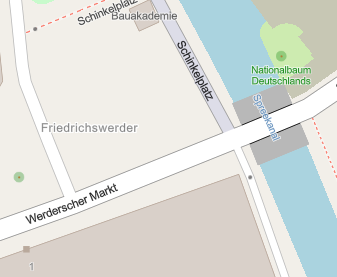 Schinkelplatz
Bauakademie
Schinkelplatz
Nationalbaum
Deutschlands
Spreekanal
Friedrichswerder
Werderscher Markt
1